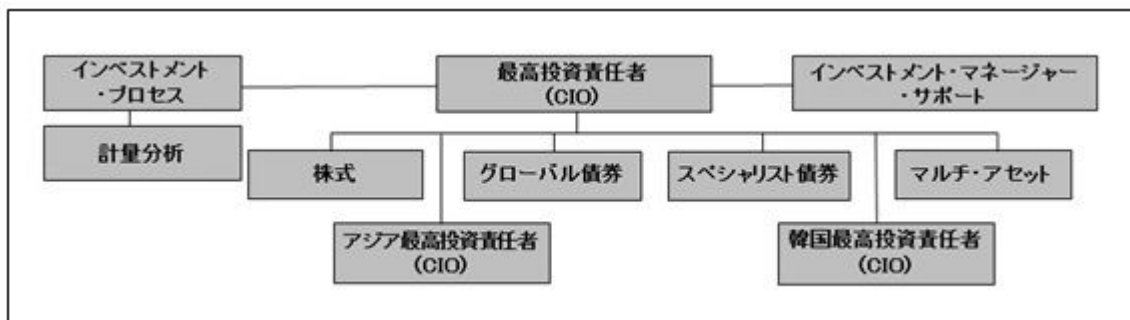 インベストメント
・プロセス
最高投資責任者
(CIO)
インベストメント・マネージャー
・サポート
計量分析
株式
グローバル債券
スペシャリスト債券
マルチ・アセット
アジア最高投資責任者
(CIO)
韓国最高投資責任者
(CIO)